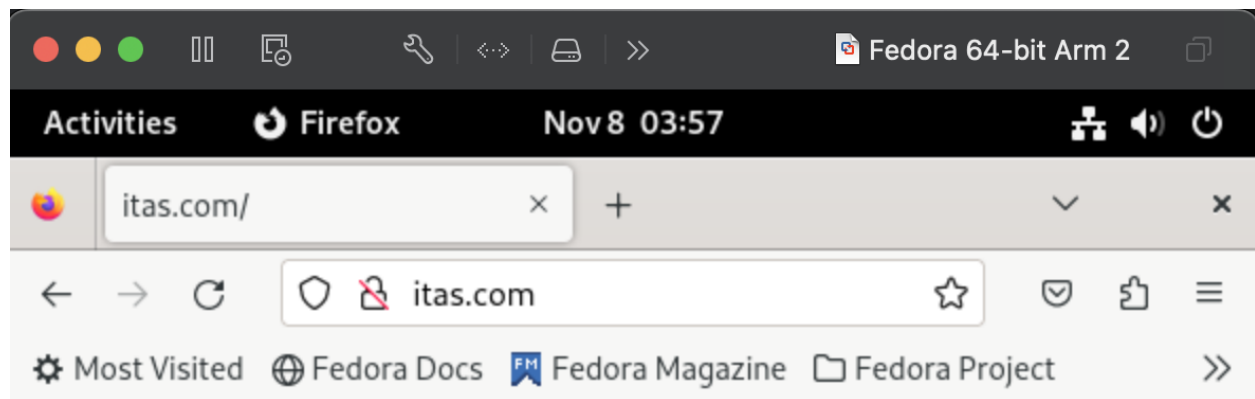 Fedora 64-bit Arm 2
Activities Firefox Nov 8 03:57
itas.com/
itas.com
Most Visited Fedora Docs FM Fedora Magazine Fedora Project